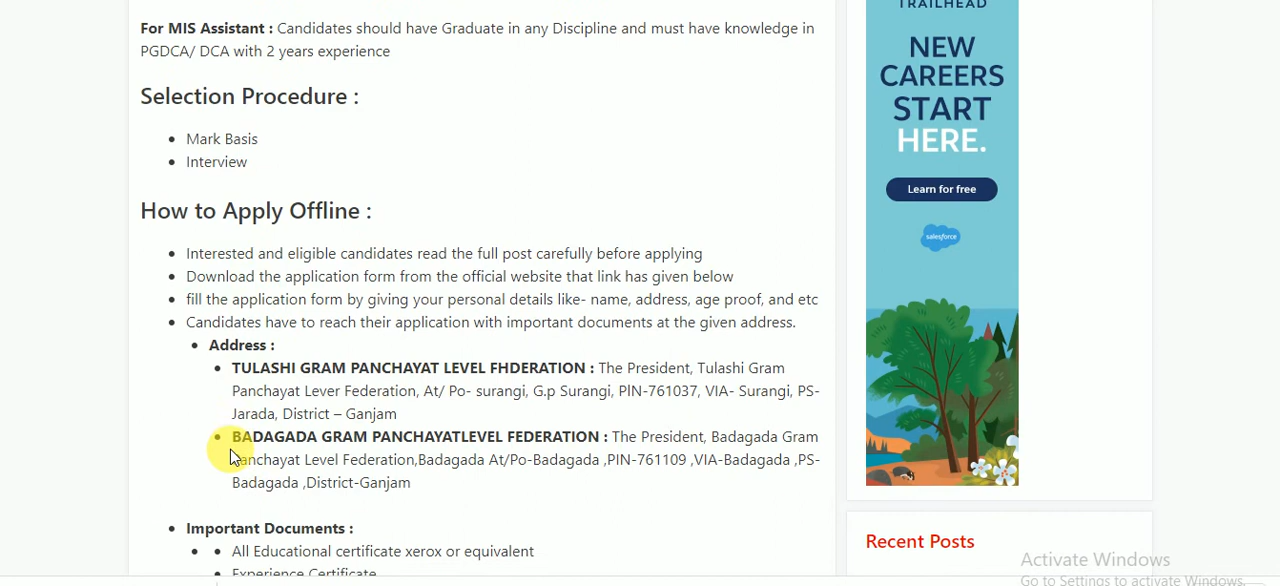 For MIS Assistant : Candidates should have Graduate in any Discipline and must have knowledge in
PGDCA/ DCA with 2 years experience
Selection Procedure :
Mark Basis
Interview
How to Apply Offline :
Interested and eligible candidates read the full post carefully before applying
Download the application form from the official website that link has given below
fill the application form by giving your personal details like- name, address, age proof, and etc
Candidates have to reach their application with important documents at the given address.
Address :
TULASHI GRAM PANCHAYAT LEVEL FHDERATION : The President, Tulashi Gram
Panchayat Lever Federation, At/ Po- surangi, G.p Surangi, PIN-761037, VIA- Surangi, PS-
Jarada, District – Ganjam
BADAGADA GRAM PANCHAYATLEVEL FEDERATION : The President, Badagada Gram
Panchayat Level Federation,Badagada At/Po-Badagada ,PIN-761109 ,VIA-Badagada ,PS-
Badagada ,District-Ganjam
Important Documents :
All Educational certificate xerox or equivalent
Experience Certificate
TRAILHEAD
NEW
CAREERS
START
HERE.
Learn for free
salesforce
Recent Posts
Activate Windows
Go to Settings to activate Windows.